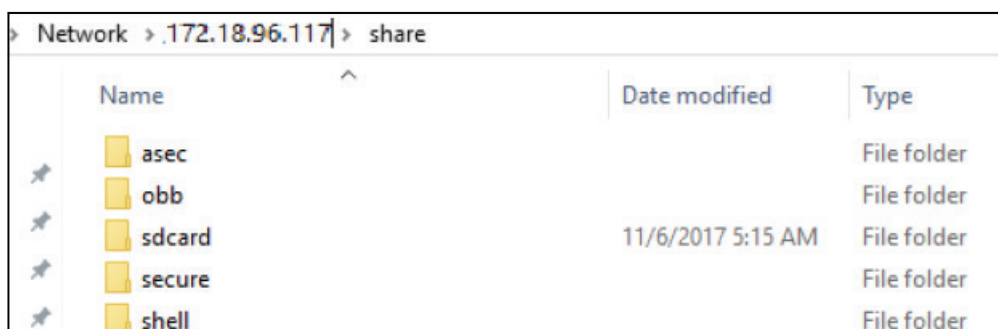 > Network > 172.18.96.117 > share
Name Date modified Type
asec File folder
obb File folder
sdcard 11/6/2017 5:15 AM File folder
secure File folder
shell File folder